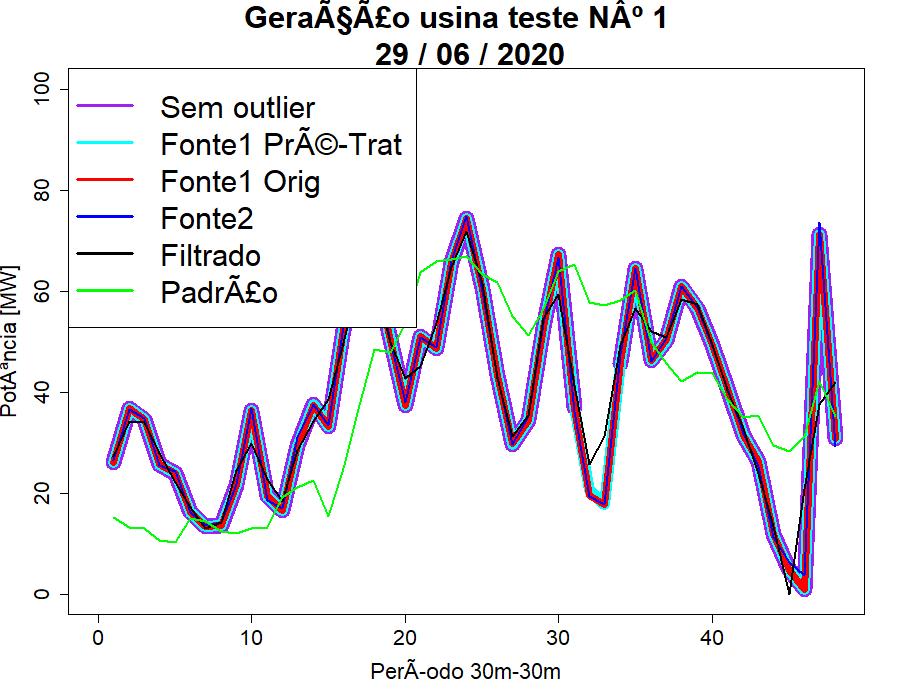 GeraÃ§Ã£o usina teste NÂº 1
29 / 06 / 2020
Sem outlier
Fonte1 PrÃ©-Trat
Fonte1 Orig
Fonte2
Filtrado
PadrÃ£o
PotÃªncia [MW]
100
80
60
40
20
0
0 10 20 30 40
PerÃ-odo 30m-30m